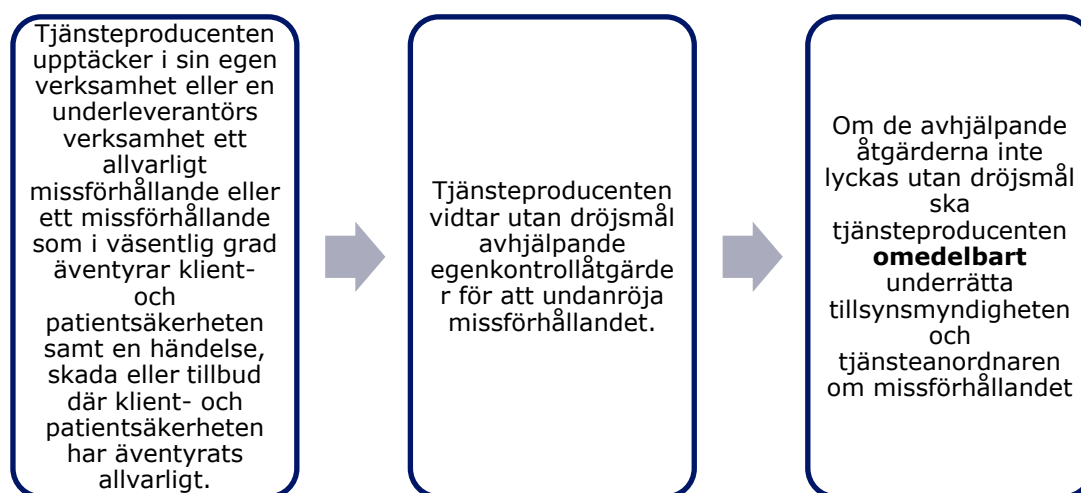 Tjänsteproducenten
upptäcker i sin egen
verksamhet eller en
underleverantörs
verksamhet ett
allvarligt
missförhållande eller
ett missförhållande
som i väsentlig grad
äventyrar klient-
och
patientsäkerheten
samt en händelse,
skada eller tillbud
där klient- och
patientsäkerheten
har äventyrats
allvarligt.
Tjänsteproducenten
vidtar utan dröjsmål
avhjälpande
egenkontrollåtgärde
r för att undanröja
missförhållandet.
Om de avhjälpande
åtgärderna inte
lyckas utan dröjsmål
ska
tjänsteproducenten
omedelbart
underrätta
tillsynsmyndigheten
och
tjänsteanordnaren
om missförhållandet